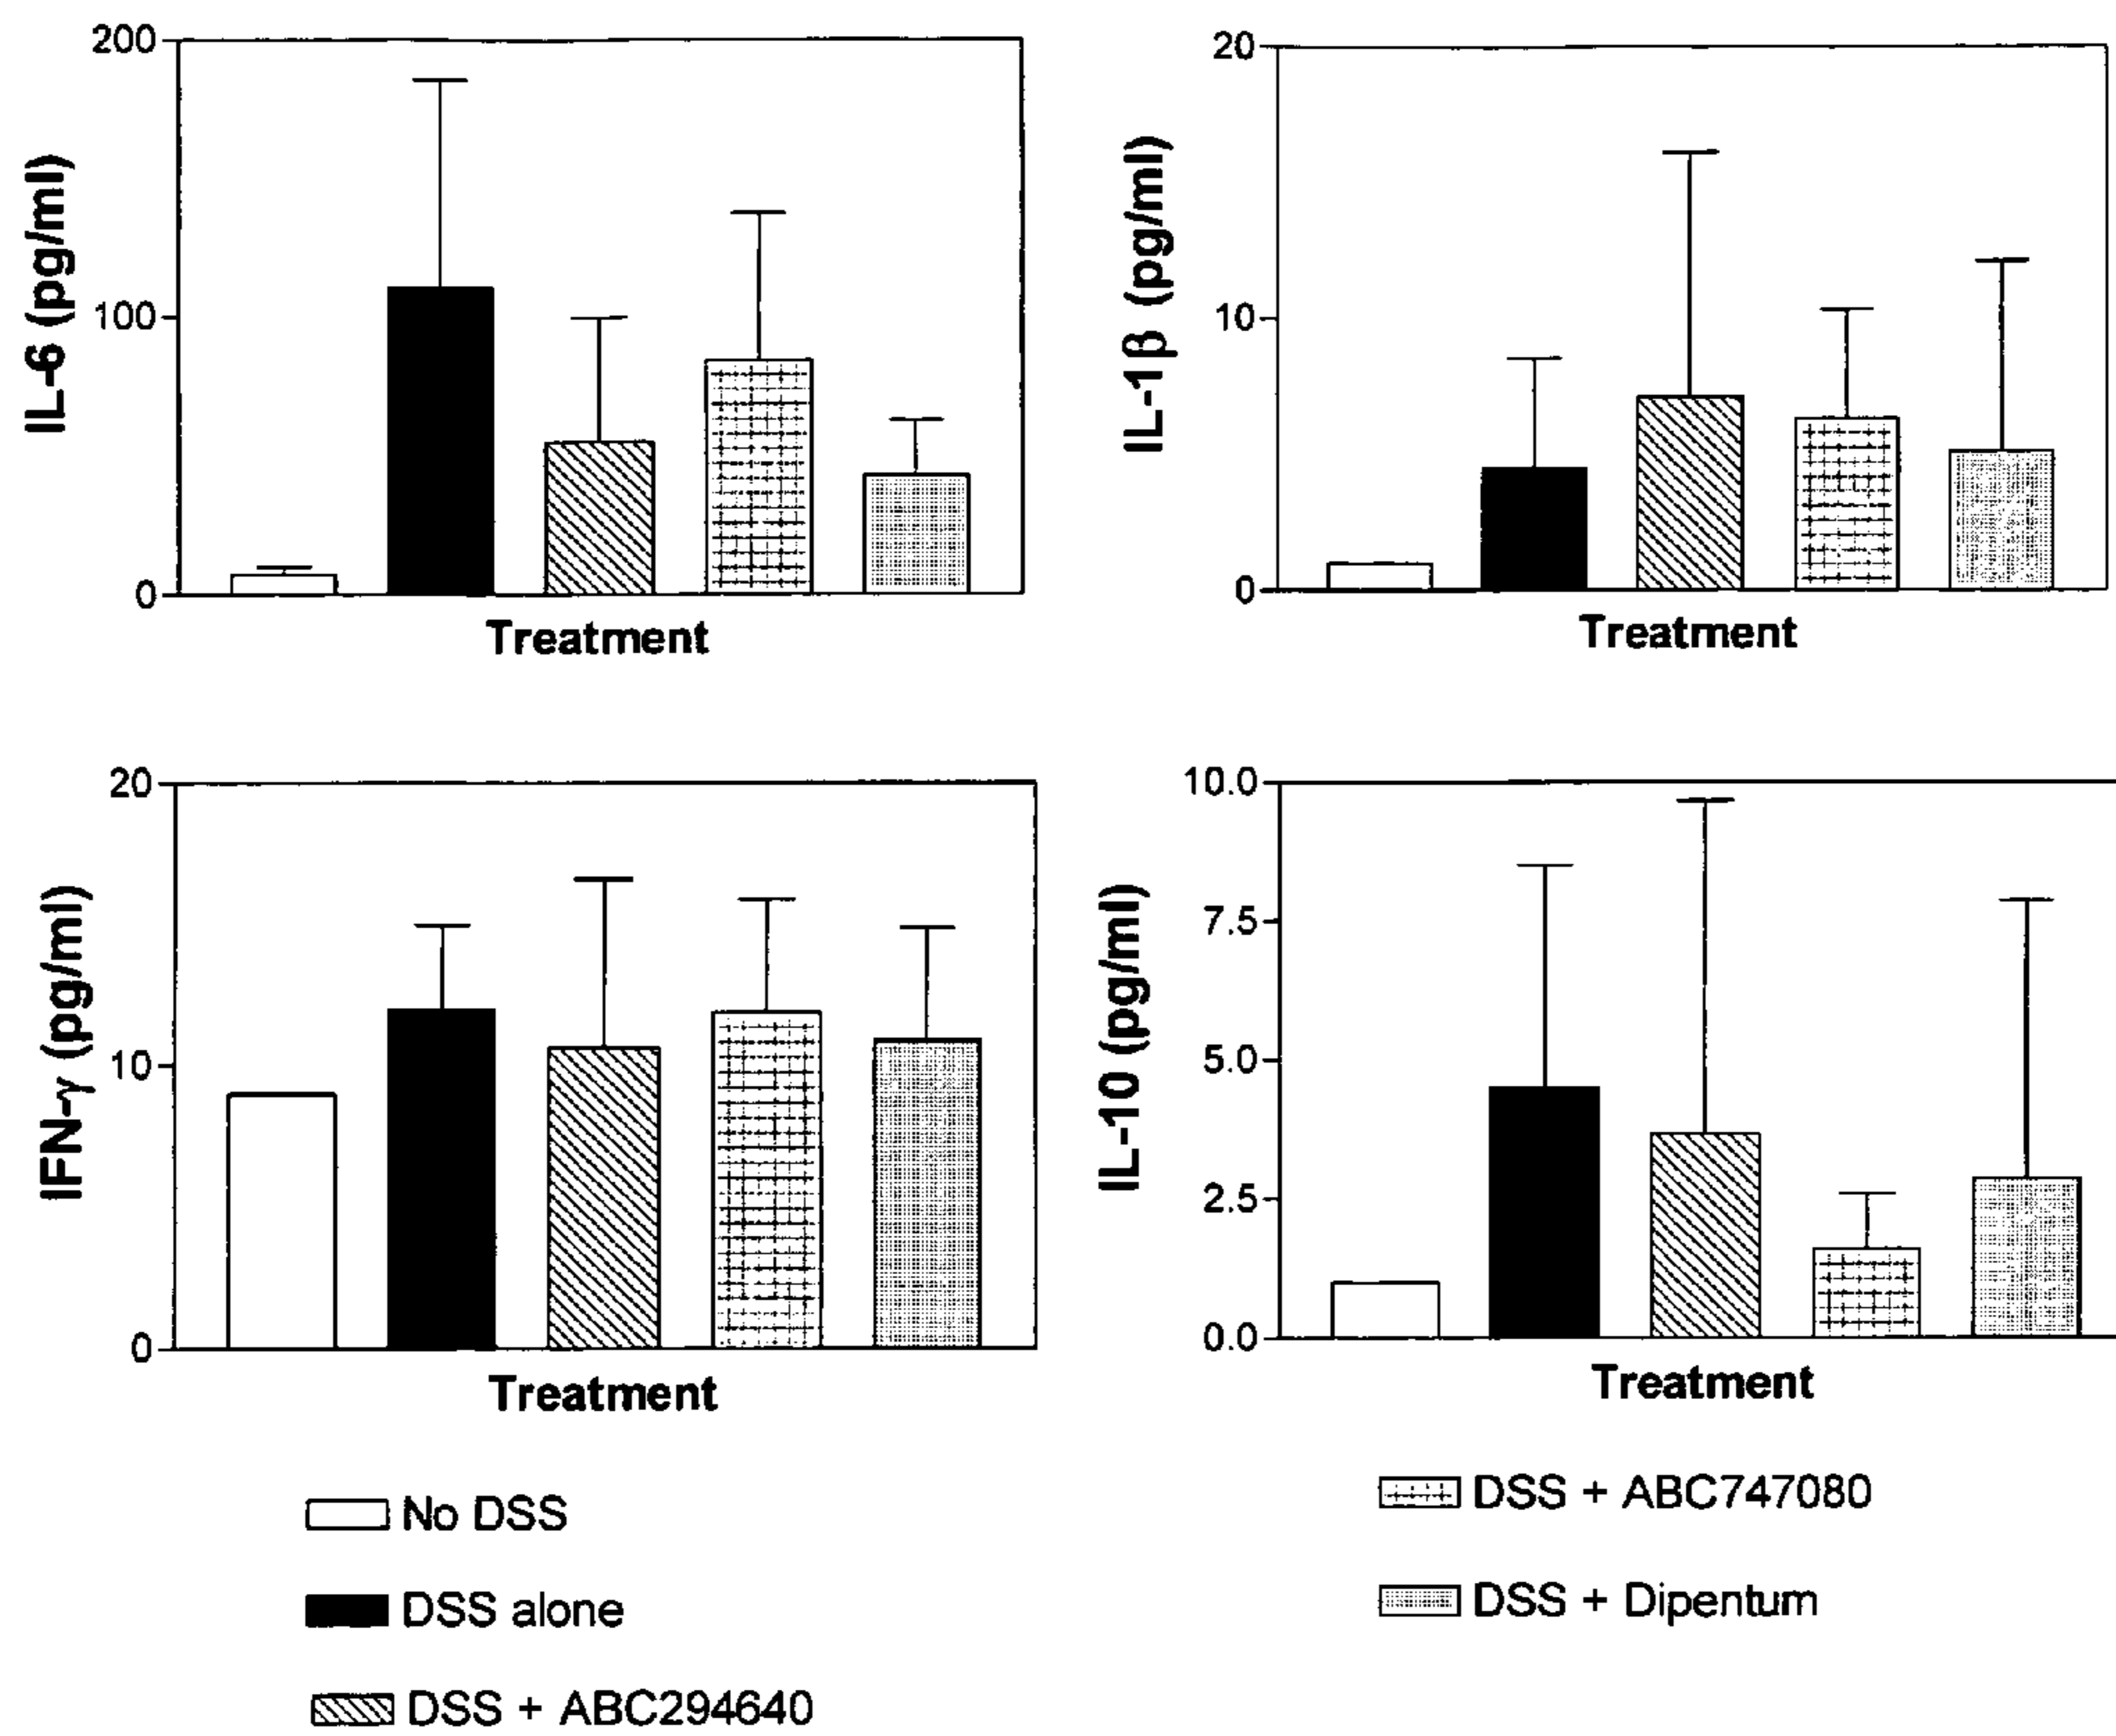 200
100
0
IL-6 (pg/ml)
Treatment
20
10
0
IL-1β (pg/ml)
Treatment
20
10
0
IFN-γ (pg/ml)
Treatment
10.0
7.5
5.0
2.5
0.0
IL-10 (pg/ml)
Treatment
No DSS
DSS alone
DSS + ABC294640
DSS + ABC747080
DSS + Dipentum